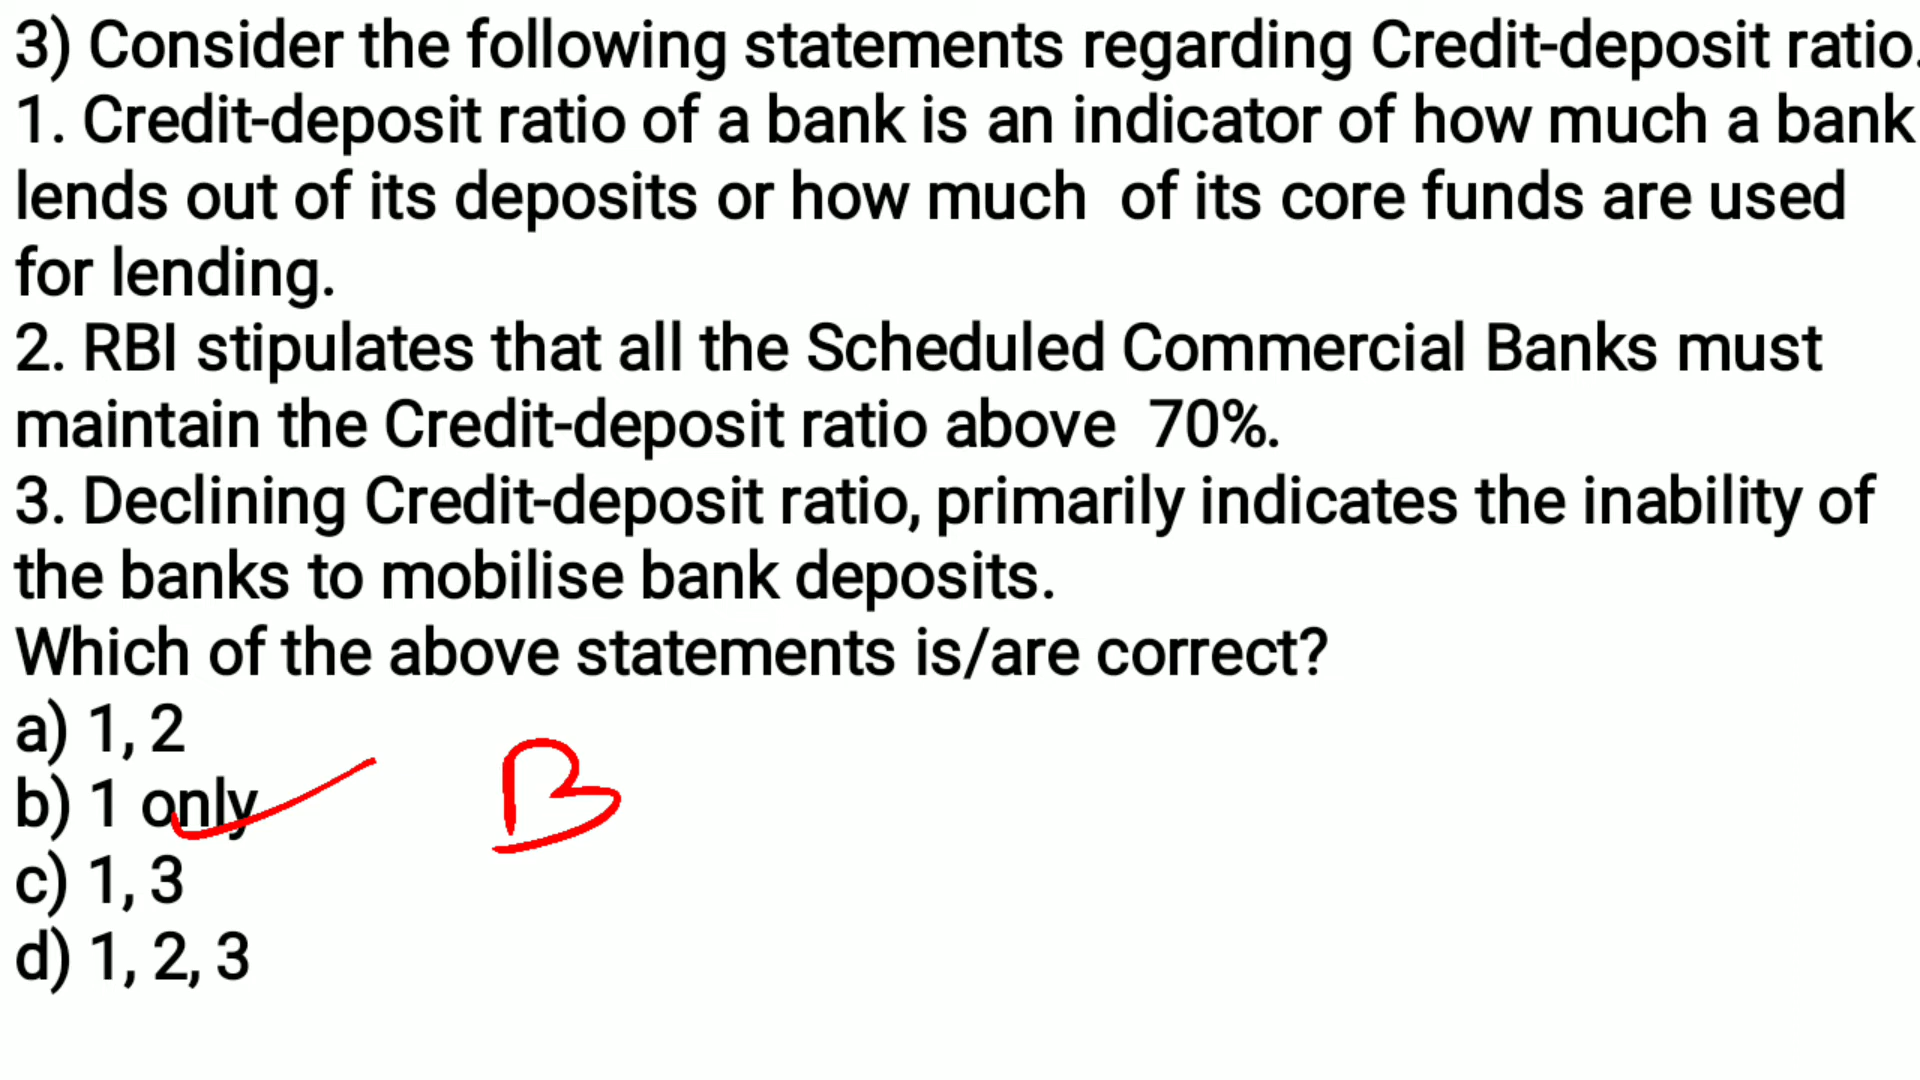 3) Consider the following statements regarding Credit-deposit ratio.
1. Credit-deposit ratio of a bank is an indicator of how much a bank
lends out of its deposits or how much of its core funds are used
for lending.
2. RBI stipulates that all the Scheduled Commercial Banks must
maintain the Credit-deposit ratio above 70%.
3. Declining Credit-deposit ratio, primarily indicates the inability of
the banks to mobilise bank deposits.
Which of the above statements is/are correct?
a) 1, 2
b) 1 only
B
c) 1, 3
d) 1, 2, 3